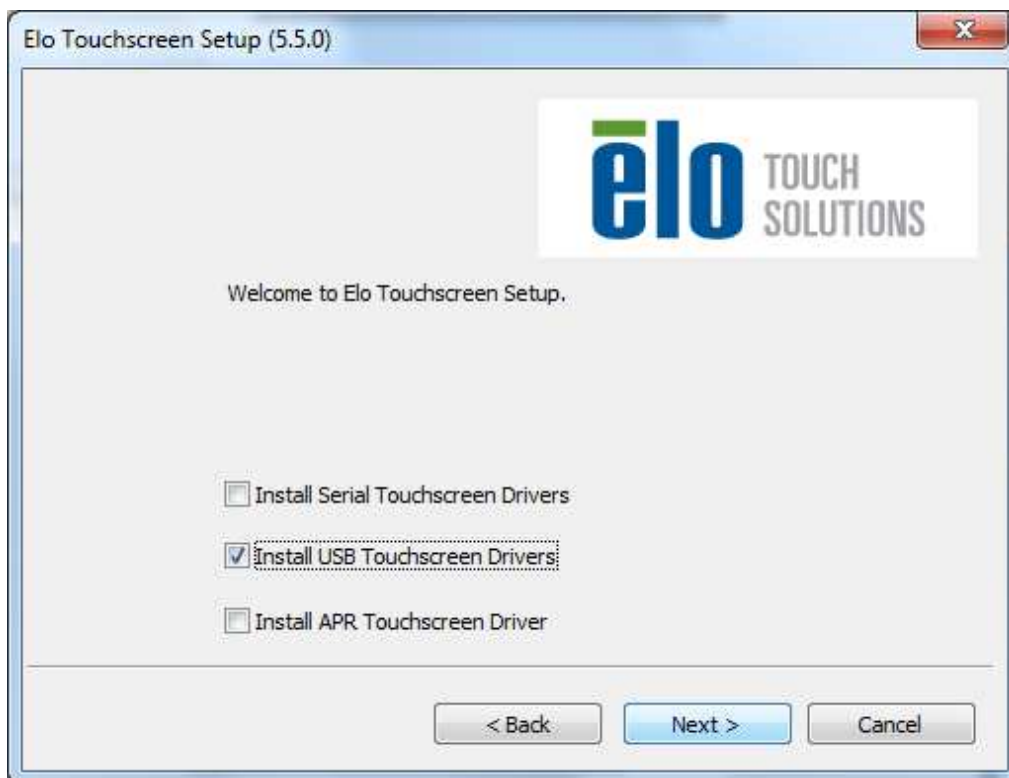 Elo Touchscreen Setup (5.5.0)
elo TOUCH
SOLUTIONS
Welcome to Elo Touchscreen Setup.
Install Serial Touchscreen Drivers
Install USB Touchscreen Drivers
Install APR Touchscreen Driver
< Back Next > Cancel